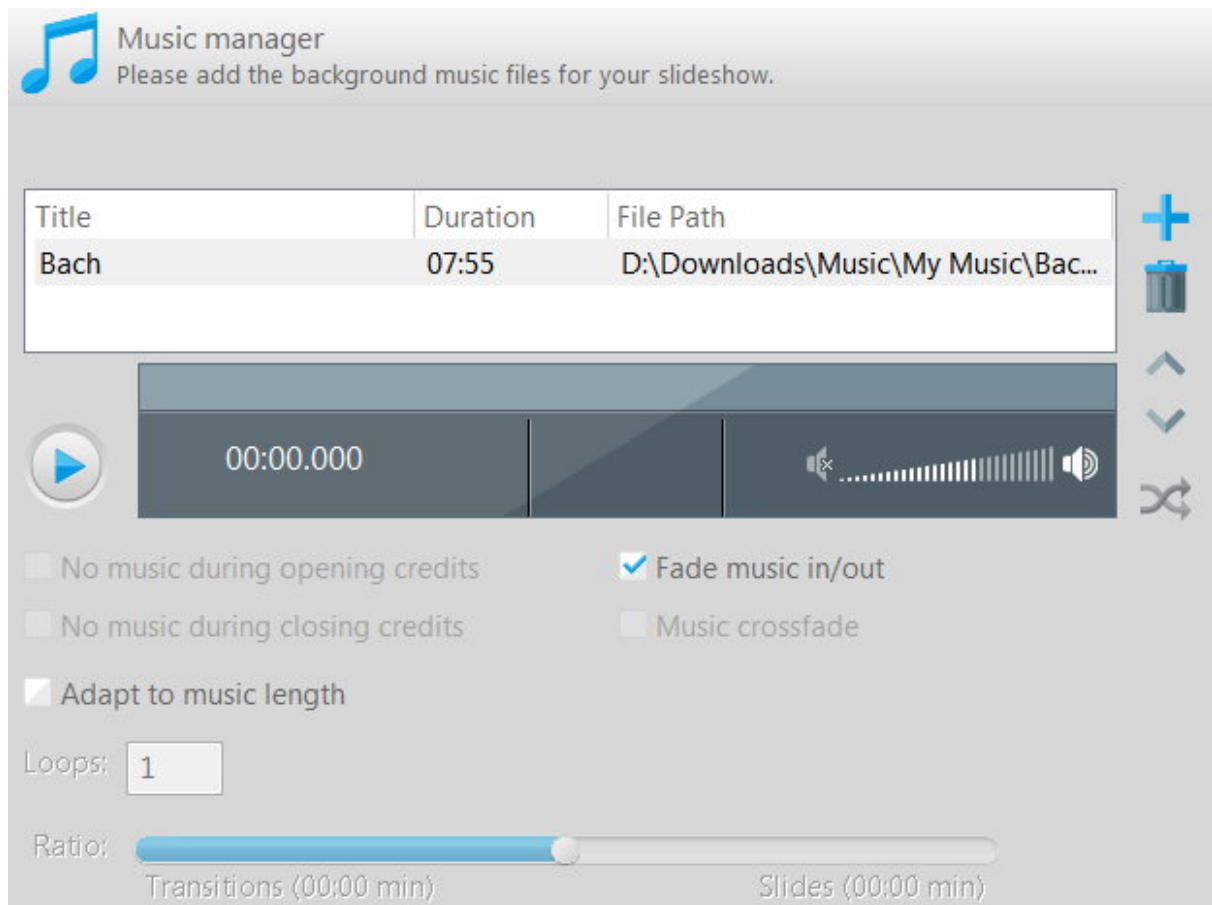 Music manager
Please add the background music files for your slideshow.
Title Duration File Path
Bach 07:55 D:\Downloads\Music\My Music\Bac...
00:00.000
No music during opening credits Fade music in/out
No music during closing credits Music crossfade
Adapt to music length
Loops: 1
Ratio:
Transitions (00:00 min) Slides (00:00 min)